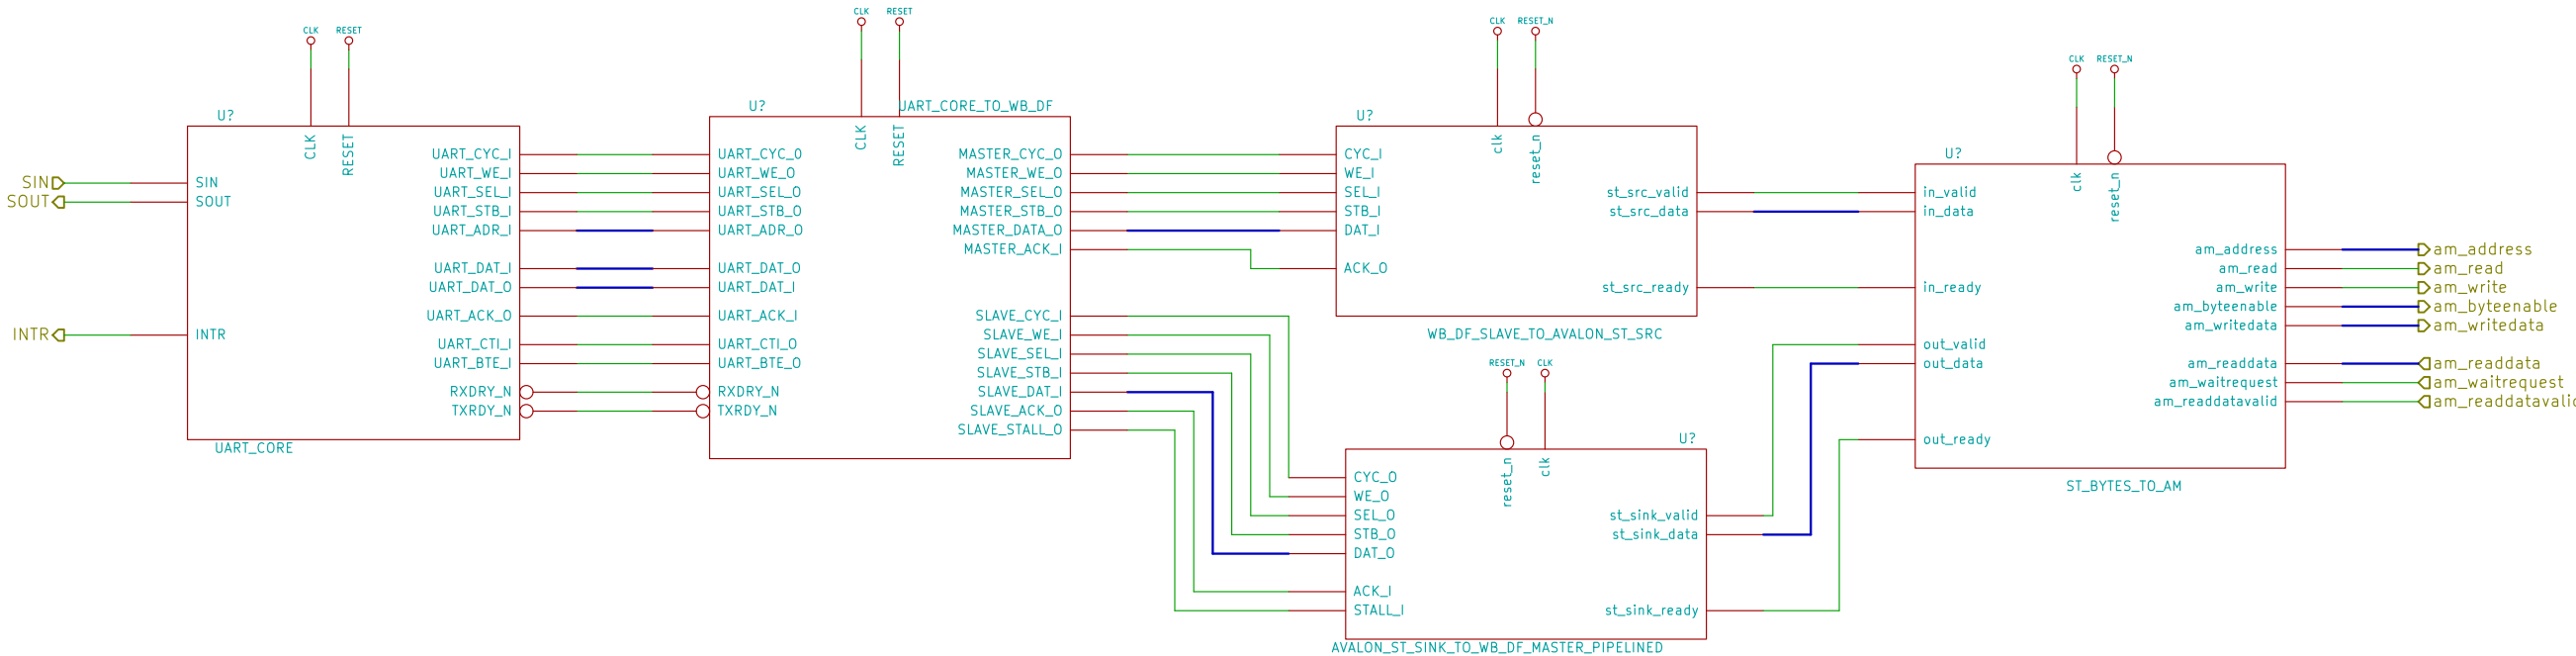 CLK
RESET
U?
CLK
RESET
SIN
SOUT
INTR
SIN
SOUT
INTR
UART_CYC_I
UART_WE_I
UART_SEL_I
UART_STB_I
UART_ADR_I
UART_DAT_I
UART_DAT_O
UART_ACK_O
UART_CTI_I
UART_BTE_I
RXDRY_N
TXRDY_N
UART_CORE
CLK
RESET
U?
UART_CORE_TO_WB_DF
CLK
RESET
UART_CYC_O
UART_WE_O
UART_SEL_O
UART_STB_O
UART_ADR_O
UART_DAT_O
UART_DAT_I
UART_ACK_I
UART_CTI_O
UART_BTE_O
RXDRY_N
TXRDY_N
MASTER_CYC_O
MASTER_WE_O
MASTER_SEL_O
MASTER_STB_O
MASTER_DATA_O
MASTER_ACK_I
SLAVE_CYC_I
SLAVE_WE_I
SLAVE_SEL_I
SLAVE_STB_I
SLAVE_DAT_I
SLAVE_ACK_O
SLAVE_STALL_O
CLK
RESET_N
U?
clk
reset_n
CYC_I
WE_I
SEL_I
STB_I
DAT_I
ACK_O
st_src_valid
st_src_data
st_src_ready
WB_DF_SLAVE_TO_AVALON_ST_SRC
RESET_N
CLK
U?
reset_n
clk
CYC_O
WE_O
SEL_O
STB_O
DAT_O
ACK_I
STALL_I
st_sink_valid
st_sink_data
st_sink_ready
AVALON_ST_SINK_TO_WB_DF_MASTER_PIPELINED
CLK
RESET_N
U?
clk
reset_n
in_valid
in_data
in_ready
out_valid
out_data
out_ready
am_address
am_read
am_write
am_byteenable
am_writedata
am_readdata
am_waitrequest
am_readdatavalid
ST_BYTES_TO_AM
am_address
am_read
am_write
am_byteenable
am_writedata
am_readdata
am_waitrequest